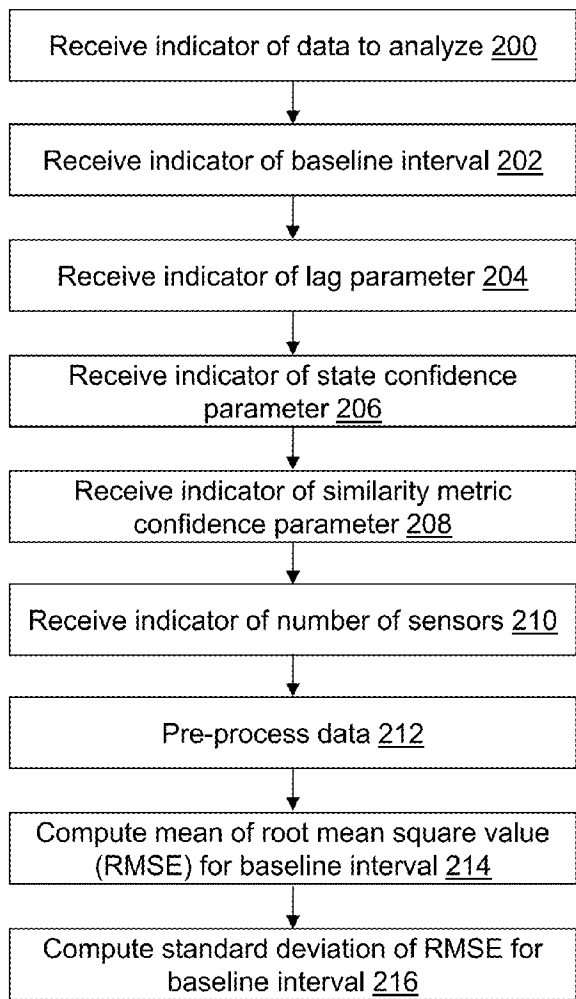 Receive indicator of data to analyze 200
Receive indicator of baseline interval 202
Receive indicator of lag parameter 204
Receive indicator of state confidence
parameter 206
Receive indicator of similarity metric
confidence parameter 208
Receive indicator of number of sensors 210
Pre-process data 212
Compute mean of root mean square value
(RMSE) for baseline interval 214
Compute standard deviation of RMSE for
baseline interval 216